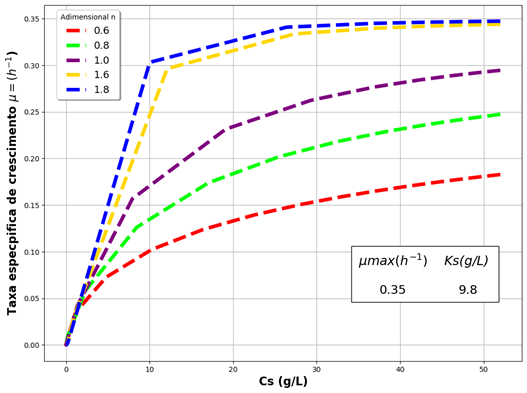 Adimensional n
0.6
0.8
1.0
1.6
1.8
Taxa especpifica de crescimento μ = (h⁻¹)
0.35
0.30
0.25
0.20
0.15
0.10
0.05
0.00
μmax(h⁻¹) Ks(g/L)
0.35 9.8
0 10 20 30 40 50
Cs (g/L)